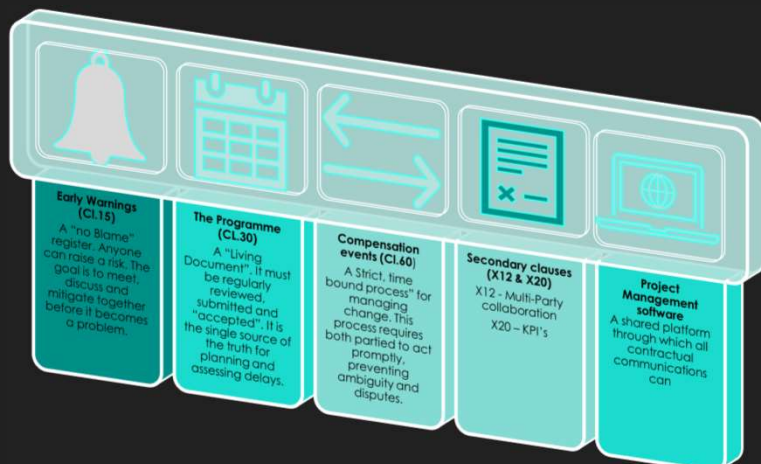 Early Warnings
(Cl.15)
A "no Blame"
register. Anyone
can raise a risk. The
goal is to meet,
discuss and
mitigate together
before it becomes
a problem.
The Programme
(CL.30)
A "Living
Document". It must
be regularly
reviewed,
submitted and
"accepted". It is
the single source of
the truth for
planning and
assessing delays.
Compensation
events (Cl.60)
A Strict, time
bound process" for
managing
change. This
process requires
both partied to act
promptly,
preventing
ambiguity and
disputes.
Secondary clauses
(X12 & X20)
X12 - Multi-Party
collaboration
X20 – KPI's
Project
Management
software
A shared platform
through which all
contractual
communications
can